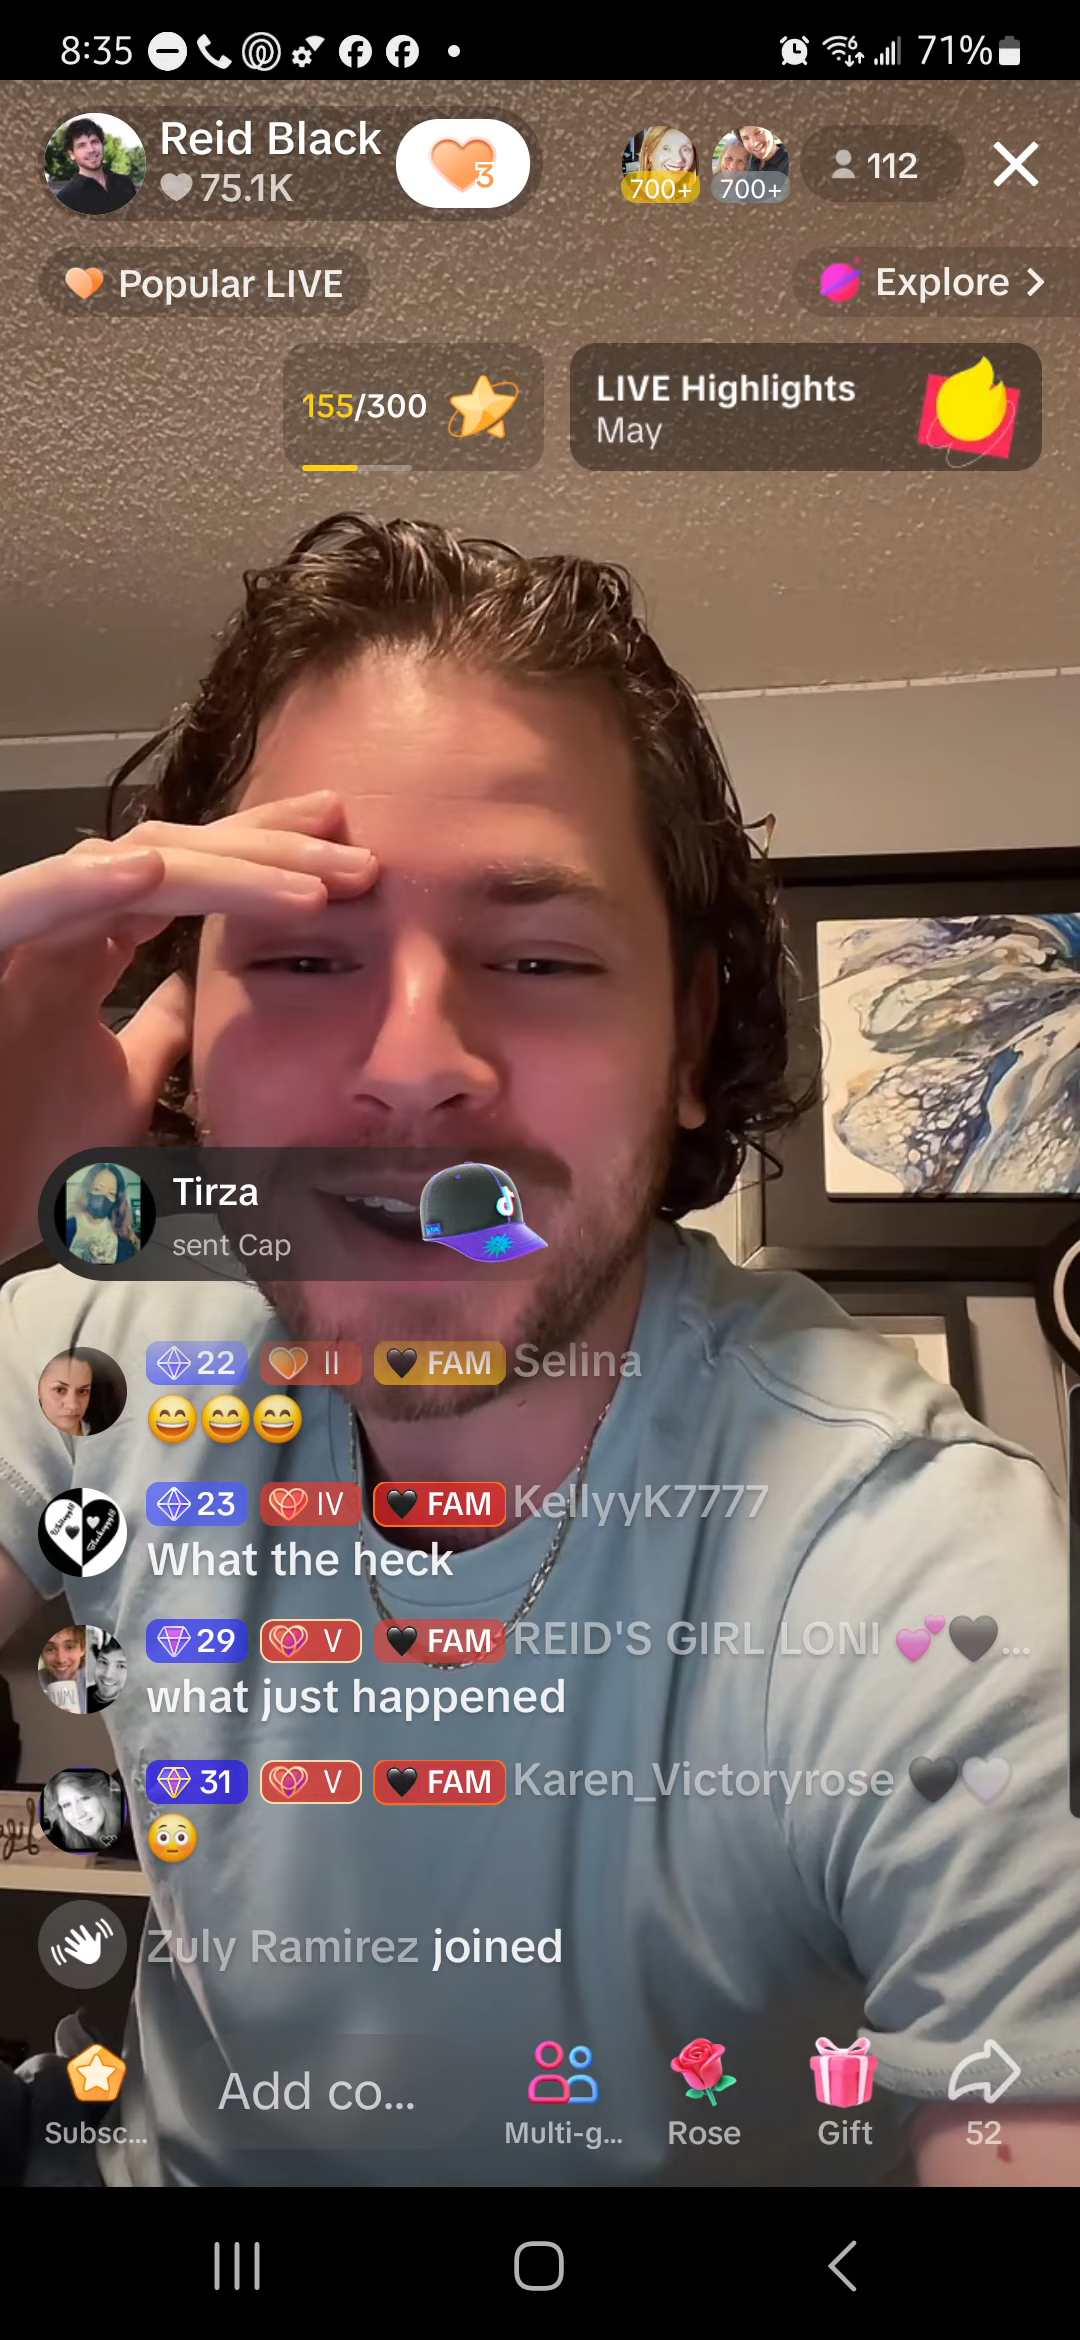 8:35
71%
Reid Black
75.1K
3
700+
700+
112
Popular LIVE
Explore
155/300
LIVE Highlights
May
Tirza
sent Cap
22 II FAM Selina
😄😄😄
23 IV FAM KellyyK7777
What the heck
29 V FAM REID'S GIRL LONI 💕🖤...
what just happened
31 V FAM Karen_Victoryrose 🖤🤍
😳
Zuly Ramirez joined
Subsc...
Add co...
Multi-g...
Rose
Gift
52